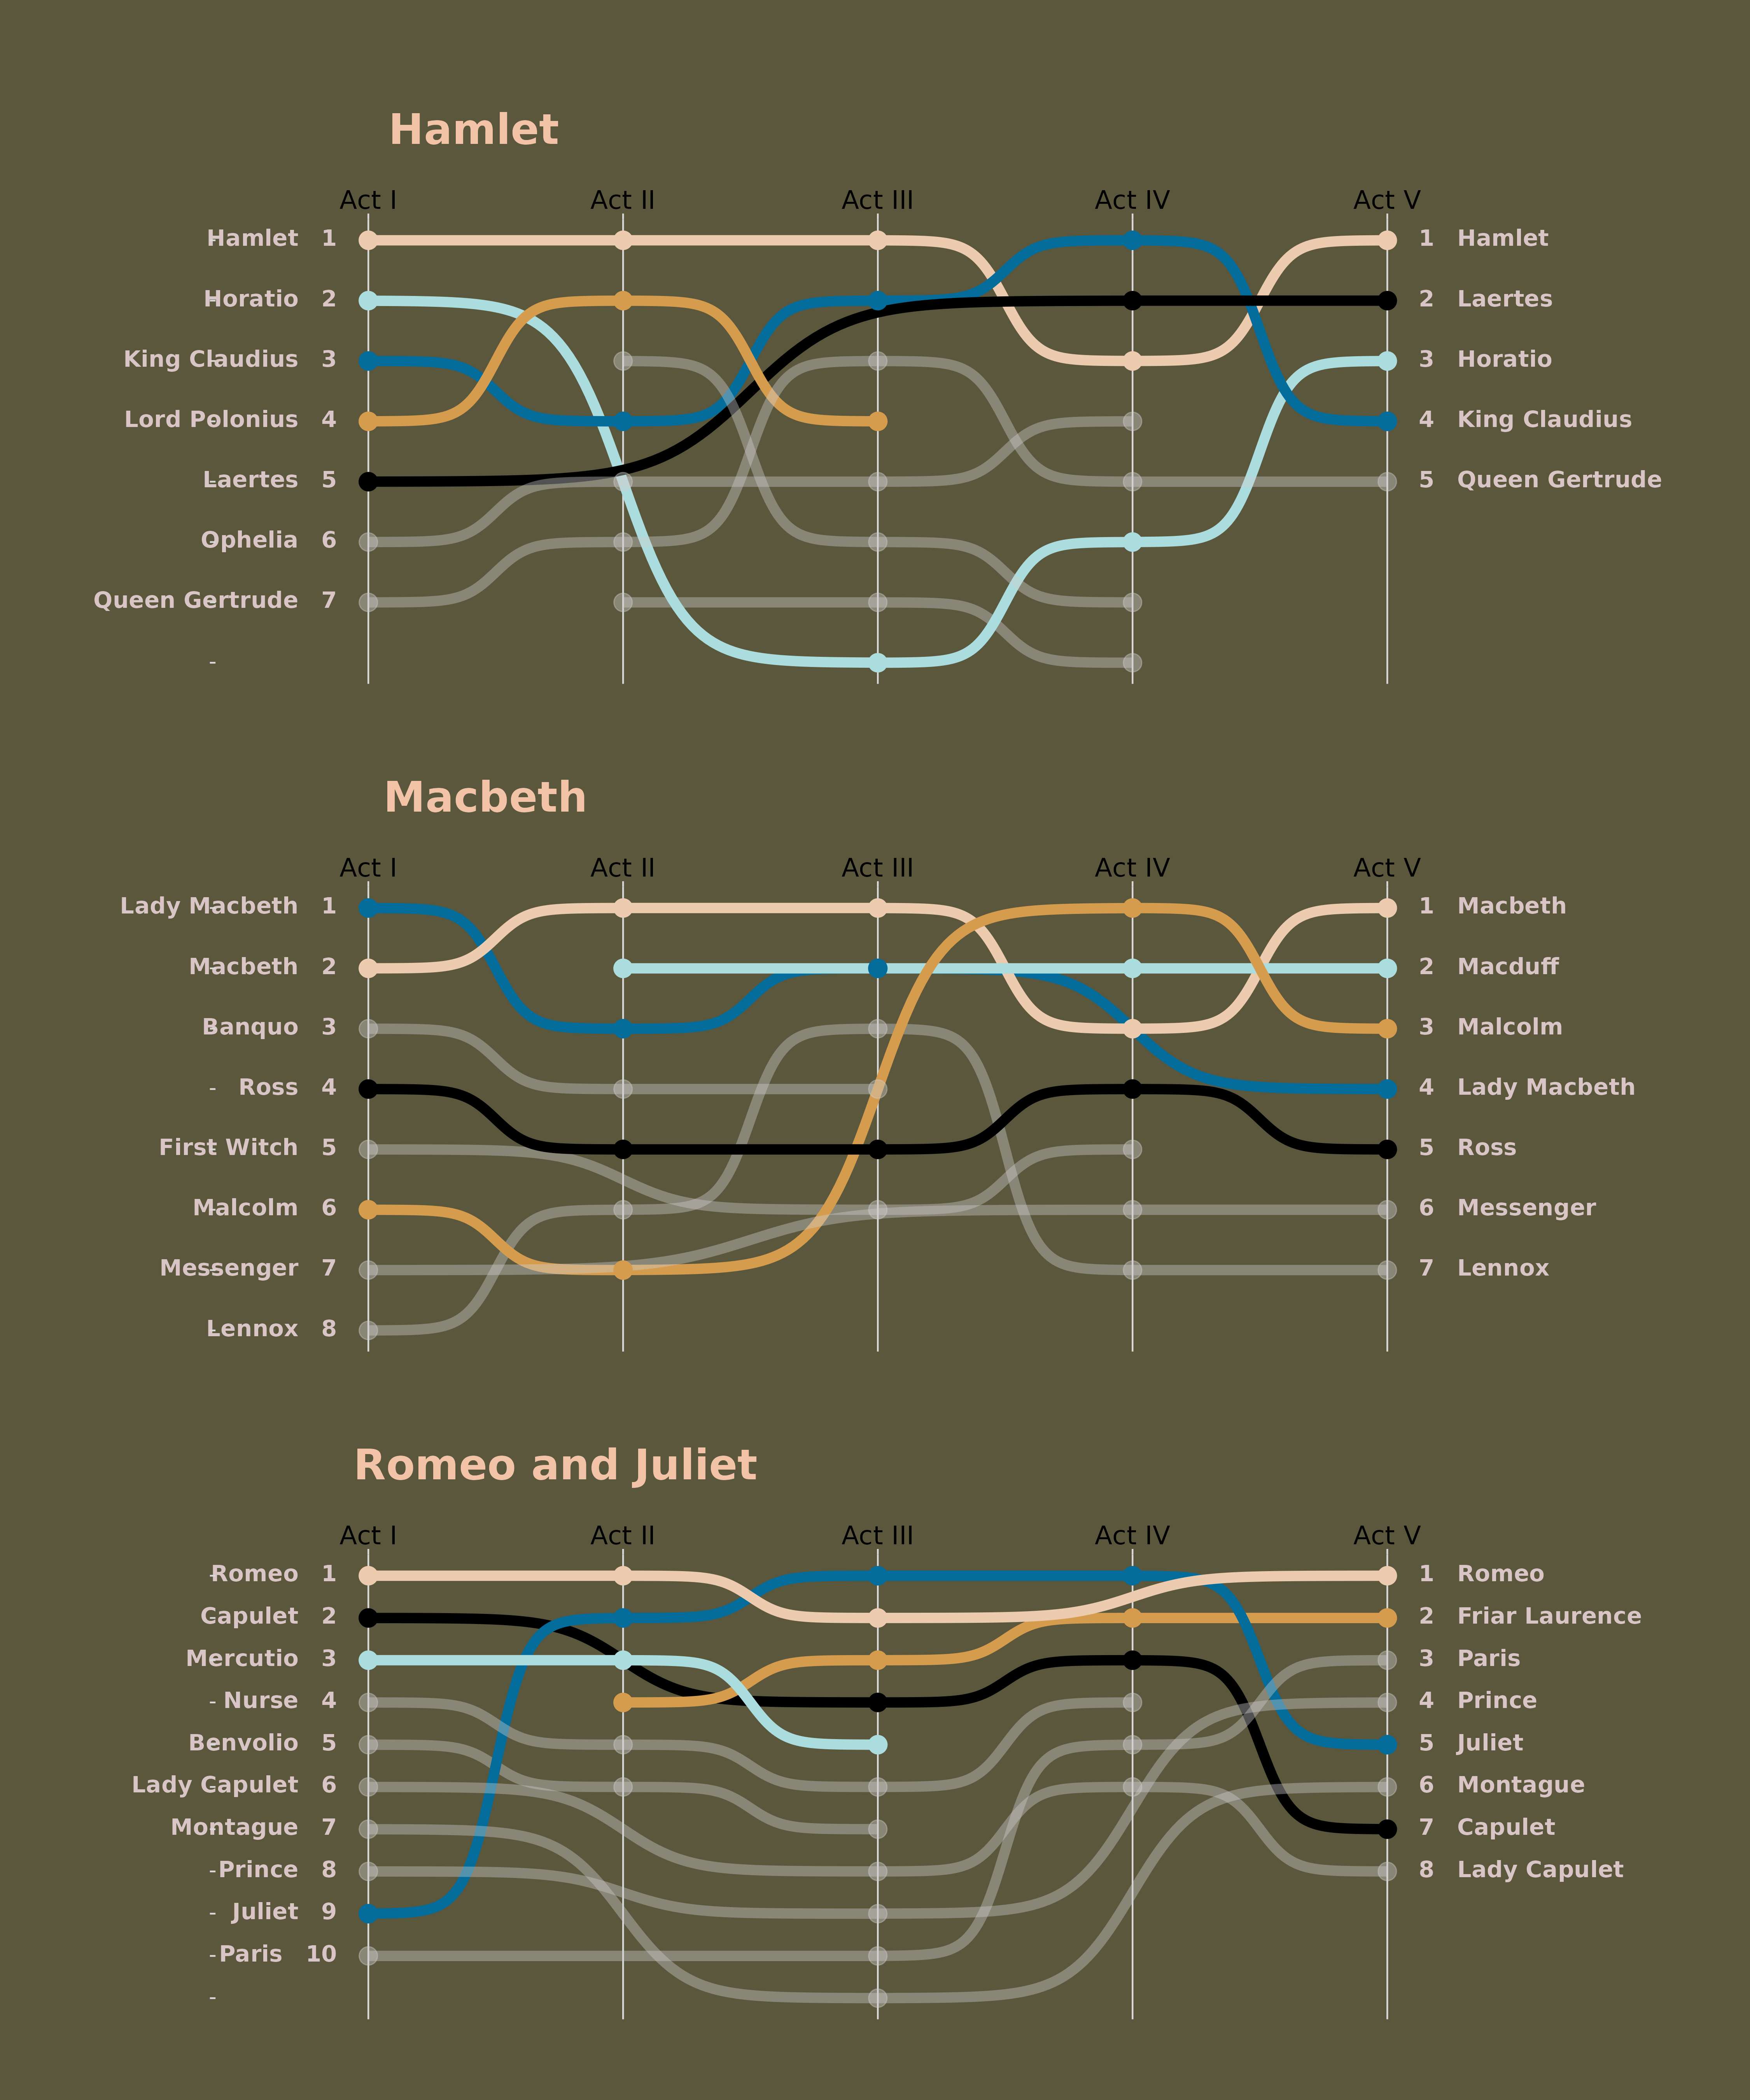 Hamlet
Act I Act II Act III Act IV Act V
Hamlet 1 1 Hamlet
Horatio 2 2 Laertes
King Claudius 3 3 Horatio
Lord Polonius 4 4 King Claudius
Laertes 5 5 Queen Gertrude
Ophelia 6
Queen Gertrude 7
-
Macbeth
Act I Act II Act III Act IV Act V
Lady Macbeth 1 1 Macbeth
Macbeth 2 2 Macduff
Banquo 3 3 Malcolm
- Ross 4 4 Lady Macbeth
First Witch 5 5 Ross
Malcolm 6 6 Messenger
Messenger 7 7 Lennox
Lennox 8
Romeo and Juliet
Act I Act II Act III Act IV Act V
Romeo 1 1 Romeo
Capulet 2 2 Friar Laurence
Mercutio 3 3 Paris
- Nurse 4 4 Prince
Benvolio 5 5 Juliet
Lady Capulet 6 6 Montague
Montague 7 7 Capulet
- Prince 8 8 Lady Capulet
- Juliet 9
- Paris 10
-